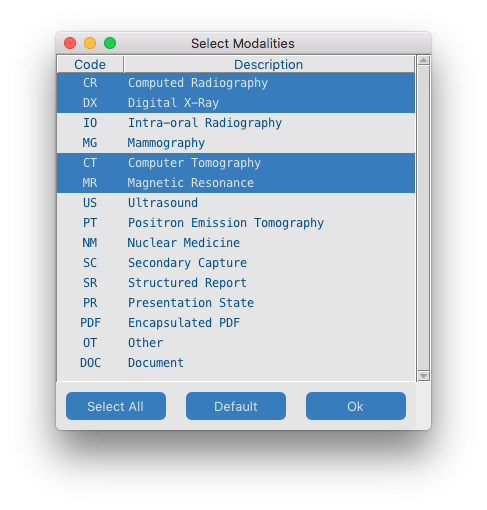 Select Modalities
Code Description
CR Computed Radiography
DX Digital X-Ray
IO Intra-oral Radiography
MG Mammography
CT Computer Tomography
MR Magnetic Resonance
US Ultrasound
PT Positron Emission Tomography
NM Nuclear Medicine
SC Secondary Capture
SR Structured Report
PR Presentation State
PDF Encapsulated PDF
OT Other
DOC Document
Select All Default Ok